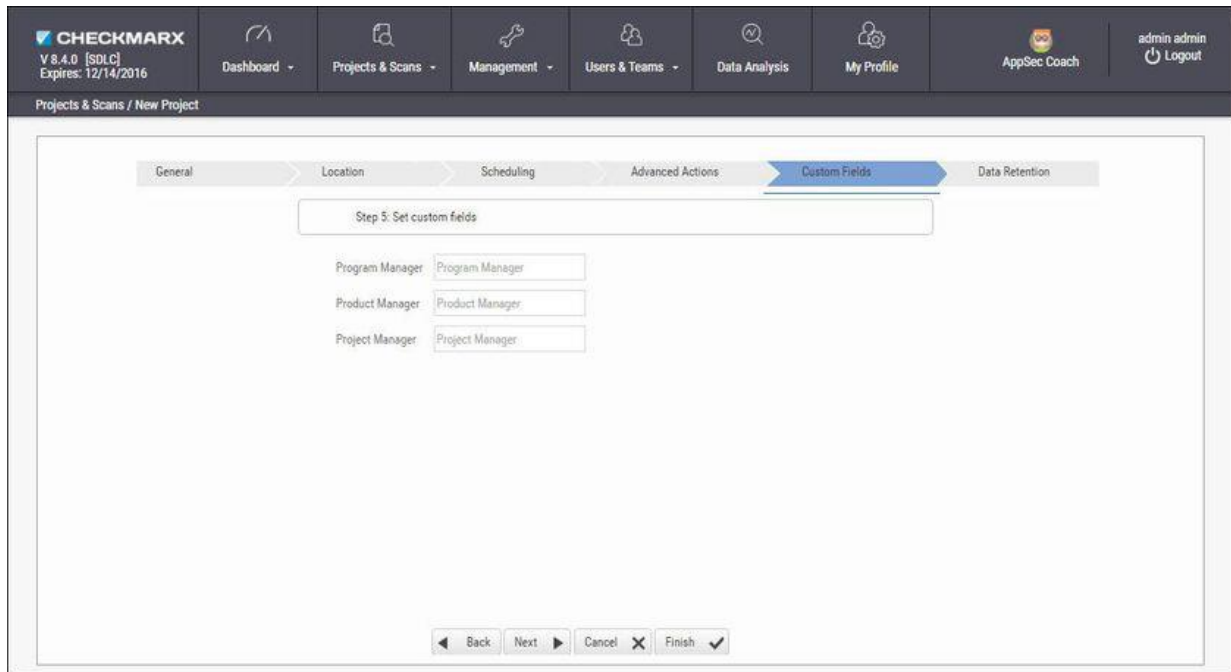 CHECKMARX
V 8.4.0 [SDLC]
Expires: 12/14/2016
Dashboard
Projects & Scans
Management
Users & Teams
Data Analysis
My Profile
AppSec Coach
admin admin
Logout
Projects & Scans / New Project
General
Location
Scheduling
Advanced Actions
Custom Fields
Data Retention
Step 5: Set custom fields
Program Manager Program Manager
Product Manager Product Manager
Project Manager Project Manager
Back Next Cancel Finish